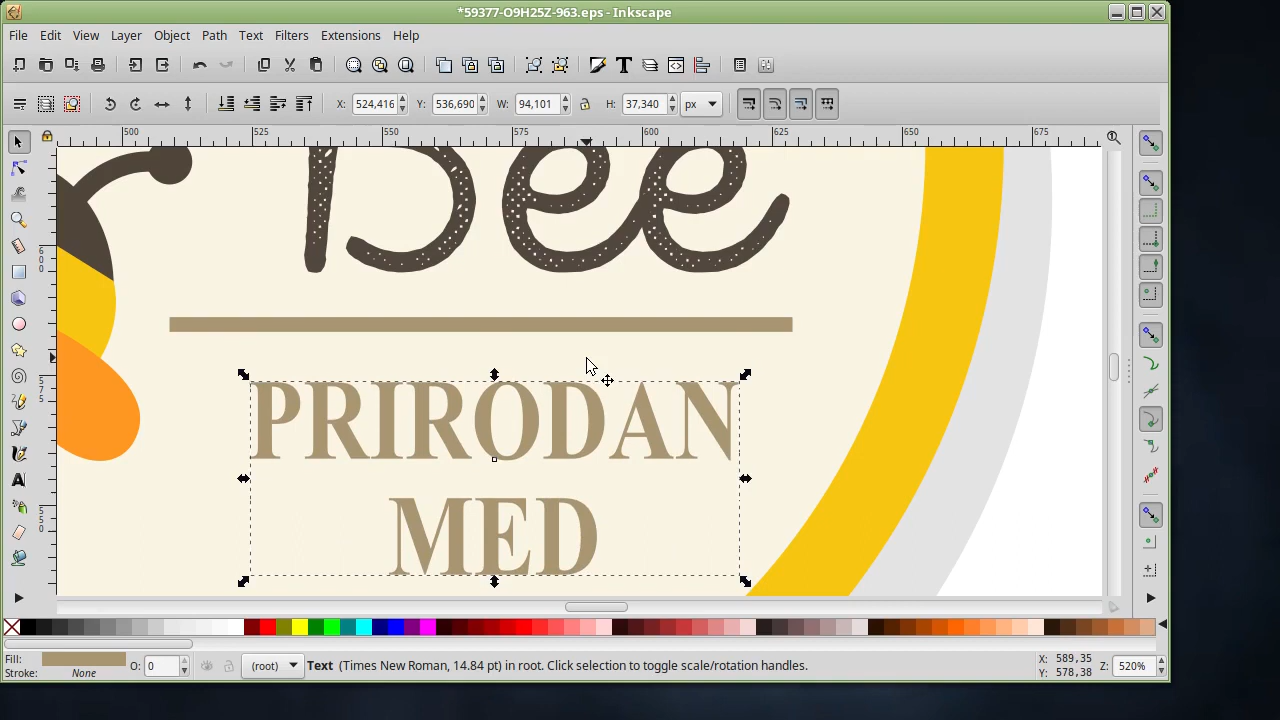 *59377-O9H25Z-963.eps - Inkscape
File Edit View Layer Object Path Text Filters Extensions Help
X: 524,416 Y: 536,690 W: 94,101 H: 37,340 px
500 525 550 575 600 625 650 675
600
575
550
Bee
PRIRODAN
MED
Fill:
Stroke: None
O: 0
(root)
Text (Times New Roman, 14.84 pt) in root. Click selection to toggle scale/rotation handles.
X: 589,35
Y: 578,38
Z: 520%